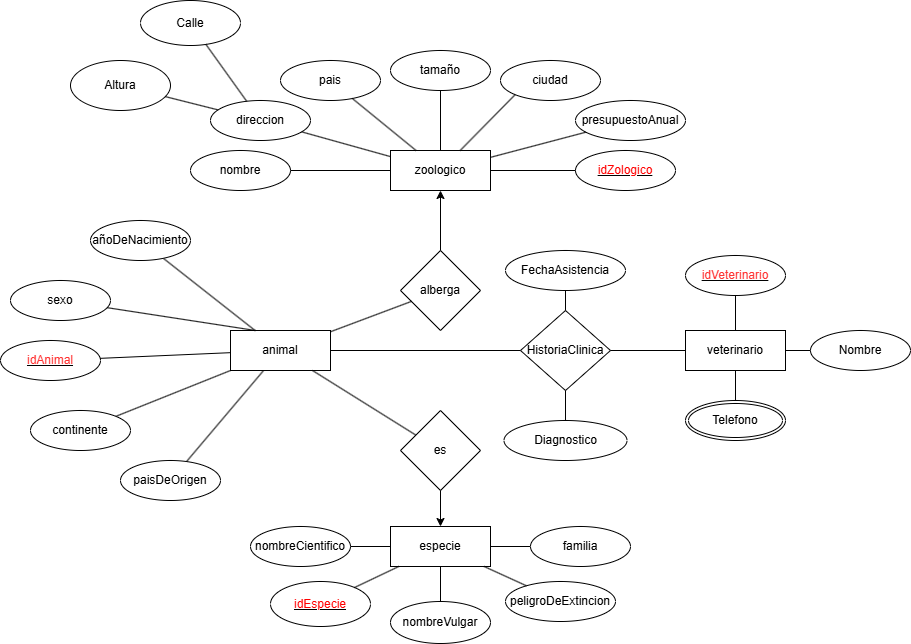 Calle
Altura
pais
tamaño
ciudad
direccion
presupuestoAnual
nombre
zoologico
idZologico
añoDeNacimiento
FechaAsistencia
idVeterinario
sexo
alberga
idAnimal
animal
HistoriaClinica
veterinario
Nombre
continente
Telefono
Diagnostico
es
paisDeOrigen
nombreCientifico
especie
familia
idEspecie
peligroDeExtincion
nombreVulgar